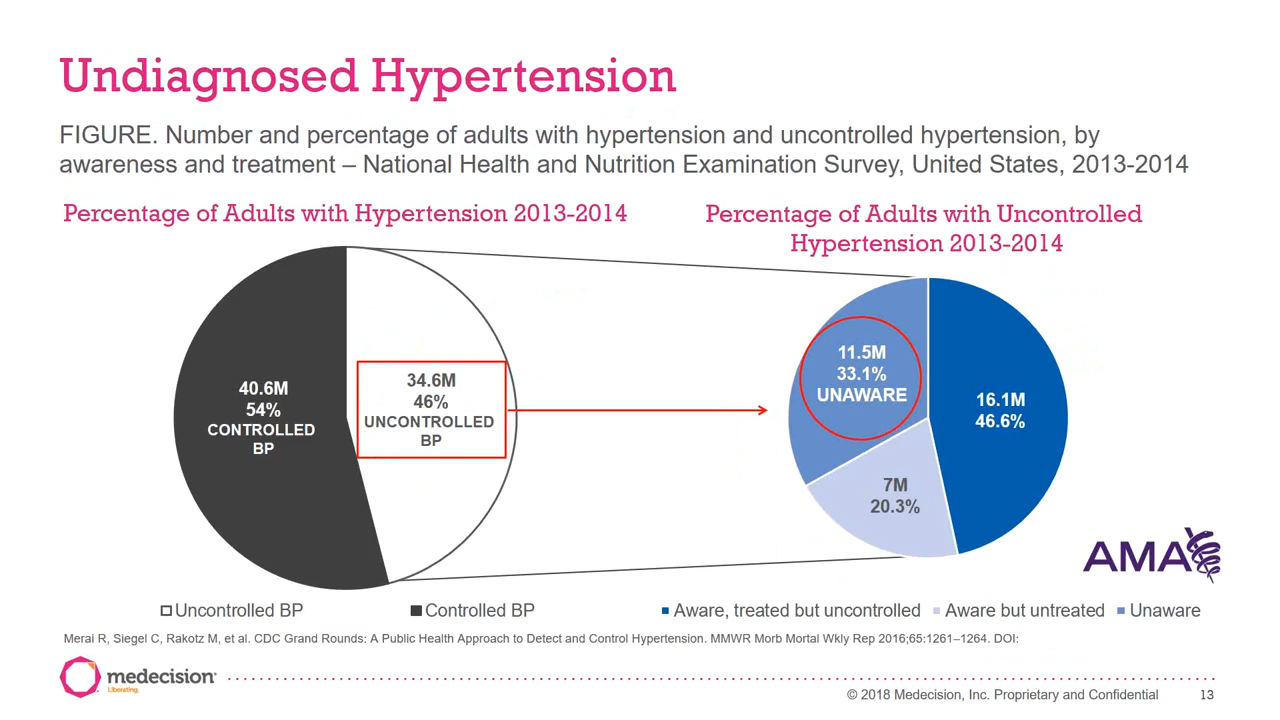 Undiagnosed Hypertension
FIGURE. Number and percentage of adults with hypertension and uncontrolled hypertension, by
awareness and treatment – National Health and Nutrition Examination Survey, United States, 2013-2014
Percentage of Adults with Hypertension 2013-2014
Percentage of Adults with Uncontrolled
Hypertension 2013-2014
40.6M
54%
CONTROLLED
BP
34.6M
46%
UNCONTROLLED
BP
11.5M
33.1%
UNAWARE
16.1M
46.6%
7M
20.3%
AMA
Uncontrolled BP
Controlled BP
Aware, treated but uncontrolled
Aware but untreated
Unaware
Merai R, Siegel C, Rakotz M, et al. CDC Grand Rounds: A Public Health Approach to Detect and Control Hypertension. MMWR Morb Mortal Wkly Rep 2016;65:1261–1264. DOI:
medecision®
Liberating.
© 2018 Medecision, Inc. Proprietary and Confidential
13